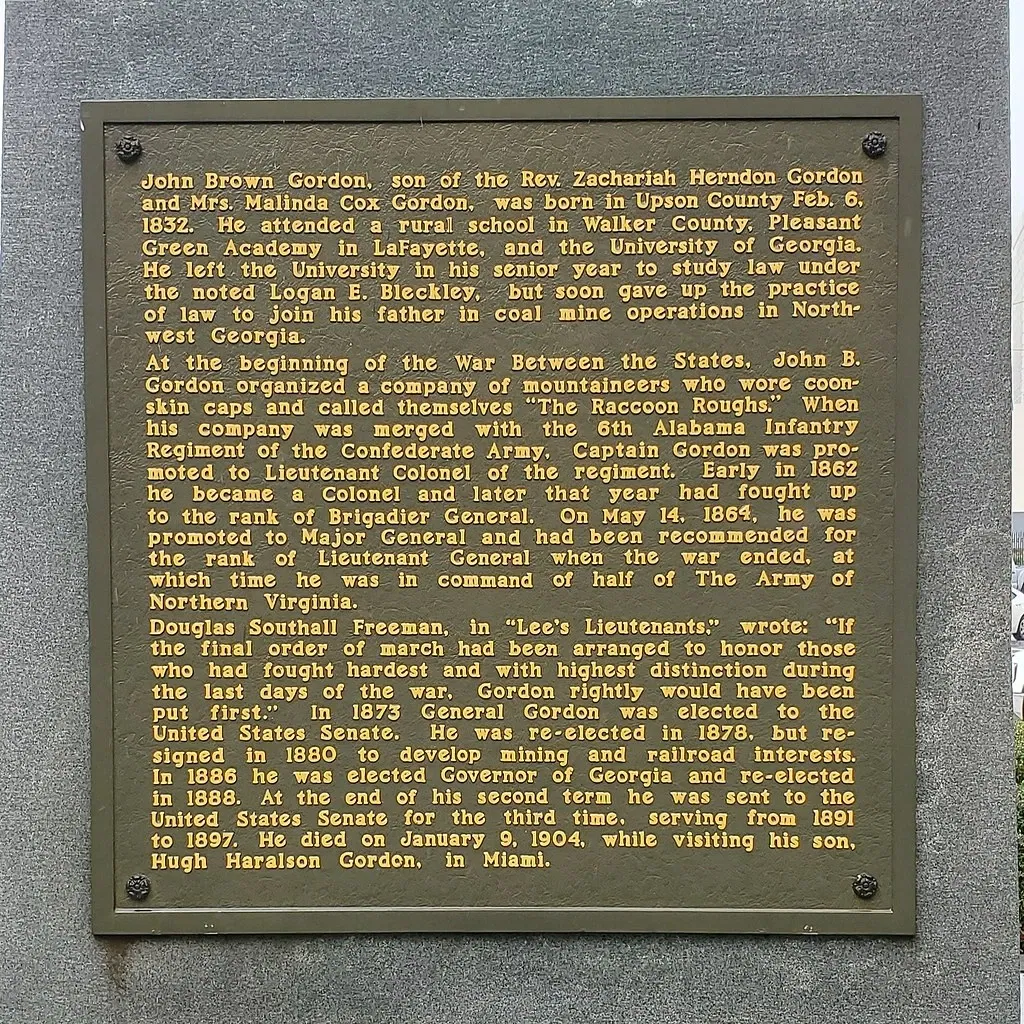 John Brown Gordon, son of the Rev. Zachariah Herndon Gordon
and Mrs. Malinda Cox Gordon, was born in Upson County Feb. 6,
1832. He attended a rural school in Walker County, Pleasant
Green Academy in LaFayette, and the University of Georgia.
He left the University in his senior year to study law under
the noted Logan E. Bleckley, but soon gave up the practice
of law to join his father in coal mine operations in North-
west Georgia.
At the beginning of the War Between the States, John B.
Gordon organized a company of mountaineers who wore coon-
skin caps and called themselves "The Raccoon Roughs." When
his company was merged with the 6th Alabama Infantry
Regiment of the Confederate Army, Captain Gordon was pro-
moted to Lieutenant Colonel of the regiment. Early in 1862
he became a Colonel and later that year had fought up
to the rank of Brigadier General. On May 14, 1864, he was
promoted to Major General and had been recommended for
the rank of Lieutenant General when the war ended, at
which time he was in command of half of The Army of
Northern Virginia.
Douglas Southall Freeman, in "Lee's Lieutenants," wrote: "If
the final order of march had been arranged to honor those
who had fought hardest and with highest distinction during
the last days of the war, Gordon rightly would have been
put first." In 1873 General Gordon was elected to the
United States Senate. He was re-elected in 1878, but re-
signed in 1880 to develop mining and railroad interests.
In 1886 he was elected Governor of Georgia and re-elected
in 1888. At the end of his second term he was sent to the
United States Senate for the third time, serving from 1891
to 1897. He died on January 9, 1904, while visiting his son,
Hugh Haralson Gordon, in Miami.